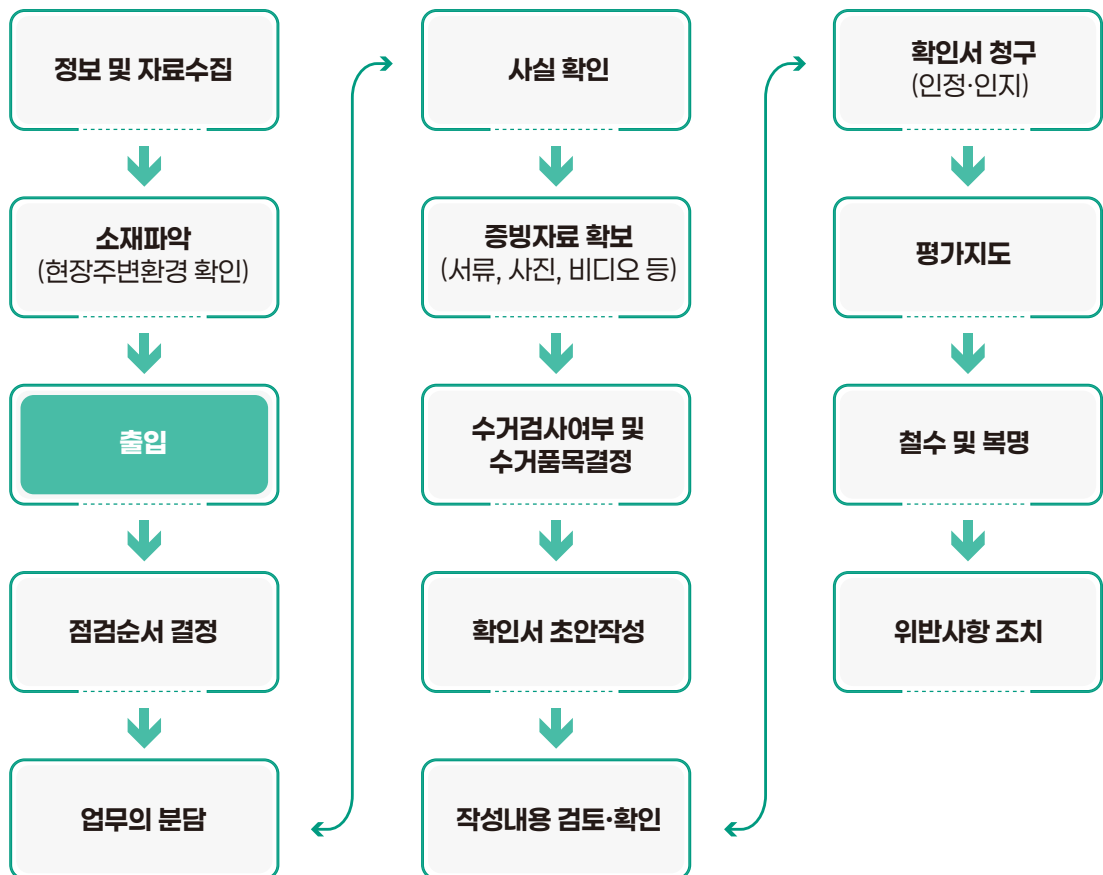 정보 및 자료수집
소재파악
(현장주변환경 확인)
출입
점검순서 결정
업무의 분담
사실 확인
증빙자료 확보
(서류, 사진, 비디오 등)
수거검사여부 및
수거품목결정
확인서 초안작성
작성내용 검토·확인
확인서 청구
(인정·인지)
평가지도
철수 및 복명
위반사항 조치